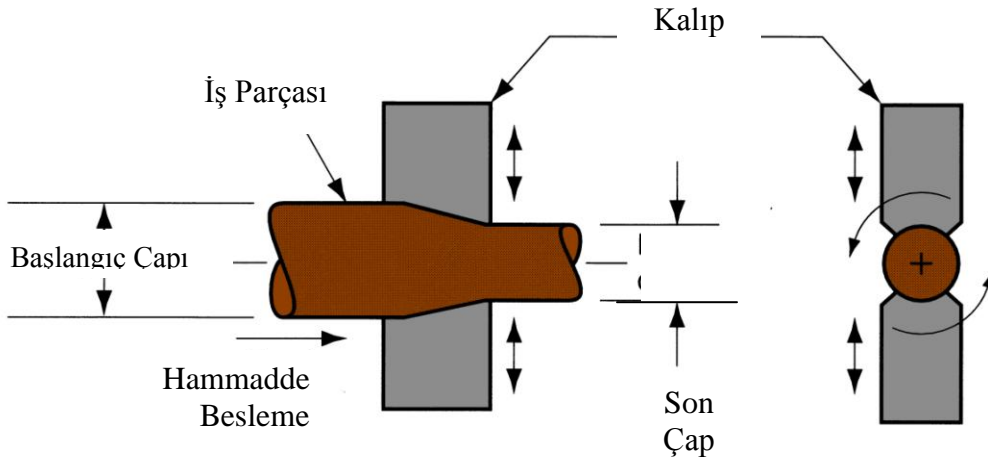 Kalıp
İş Parçası
Başlangıç Çapı
Hammadde
Besleme
Son
Çap